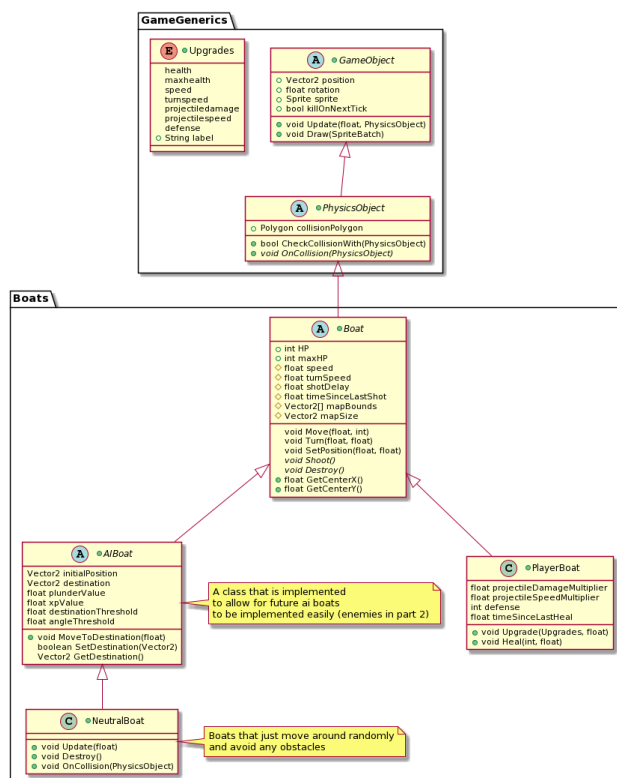 GameGenerics
E Upgrades
health
maxhealth
speed
turnspeed
projectiledamage
projectilespeed
defense
String label
A GameObject
Vector2 position
float rotation
Sprite sprite
bool killOnNextTick
void Update(float, PhysicsObject)
void Draw(SpriteBatch)
A PhysicsObject
Polygon collisionPolygon
bool CheckCollisionWith(PhysicsObject)
void OnCollision(PhysicsObject)
Boats
A Boat
int HP
int maxHP
float speed
float turnSpeed
float shotDelay
float timeSinceLastShot
Vector2[] mapBounds
Vector2 mapSize
void Move(float, int)
void Turn(float, float)
void SetPosition(float, float)
void Shoot()
void Destroy()
float GetCenterX()
float GetCenterY()
A AIBoat
Vector2 initialPosition
Vector2 destination
float plunderValue
float xpValue
float destinationThreshold
float angleThreshold
void MoveToDestination(float)
boolean SetDestination(Vector2)
Vector2 GetDestination()
A class that is implemented
to allow for future ai boats
to be implemented easily (enemies in part 2)
C PlayerBoat
float projectileDamageMultiplier
float projectileSpeedMultiplier
int defense
float timeSinceLastHeal
void Upgrade(Upgrades, float)
void Heal(int, float)
C NeutralBoat
void Update(float)
void Destroy()
void OnCollision(PhysicsObject)
Boats that just move around randomly
and avoid any obstacles